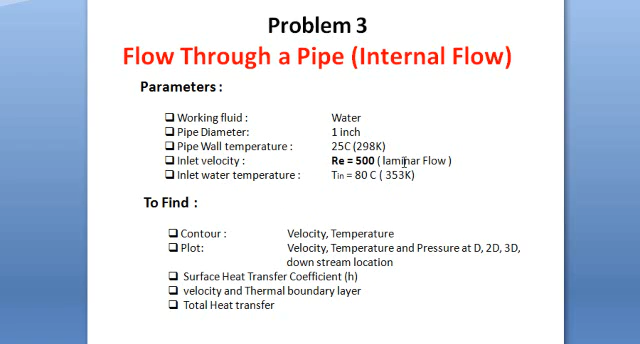 Problem 3
Flow Through a Pipe (Internal Flow)
Parameters :
Working fluid : Water
Pipe Diameter: 1 inch
Pipe Wall temperature : 25C (298K)
Inlet velocity : Re = 500 ( laminar Flow )
Inlet water temperature : Tin = 80 C ( 353K)
To Find :
Contour : Velocity, Temperature
Plot: Velocity, Temperature and Pressure at D, 2D, 3D,
down stream location
Surface Heat Transfer Coefficient (h)
velocity and Thermal boundary layer
Total Heat transfer